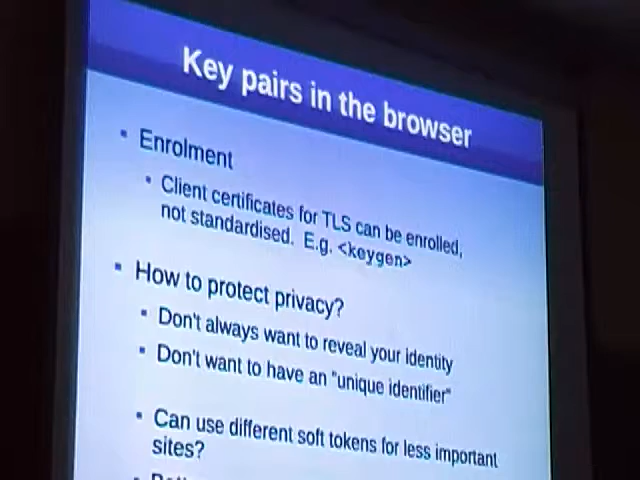 Key pairs in the browser
Enrolment
Client certificates for TLS can be enrolled,
not standardised. E.g. <keygen>
How to protect privacy?
Don't always want to reveal your identity
Don't want to have an "unique identifier"
Can use different soft tokens for less important
sites?